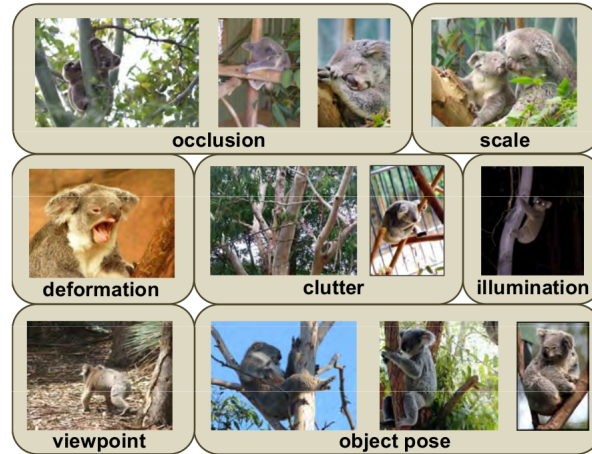 occlusion
scale
deformation
clutter
illumination
viewpoint
object pose